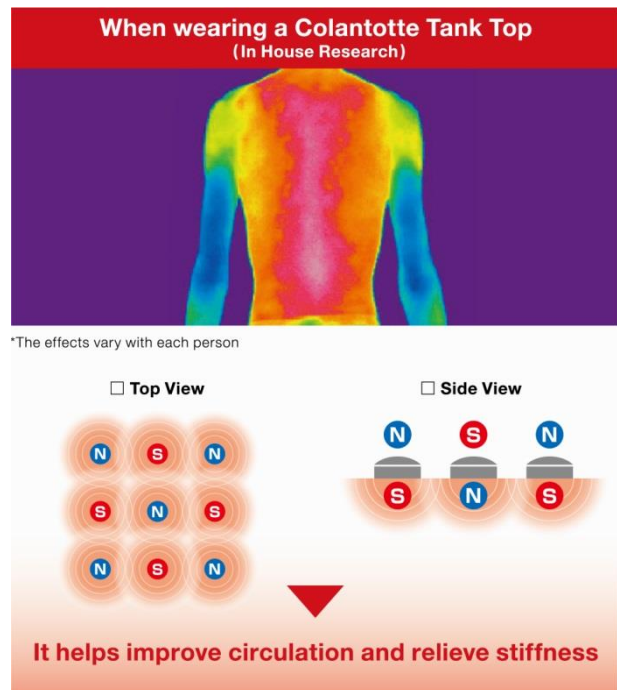 When wearing a Colantotte Tank Top
(In House Research)
*The effects vary with each person
□ Top View
□ Side View
N S N
N S N
S N S
S N S
N S N
It helps improve circulation and relieve stiffness